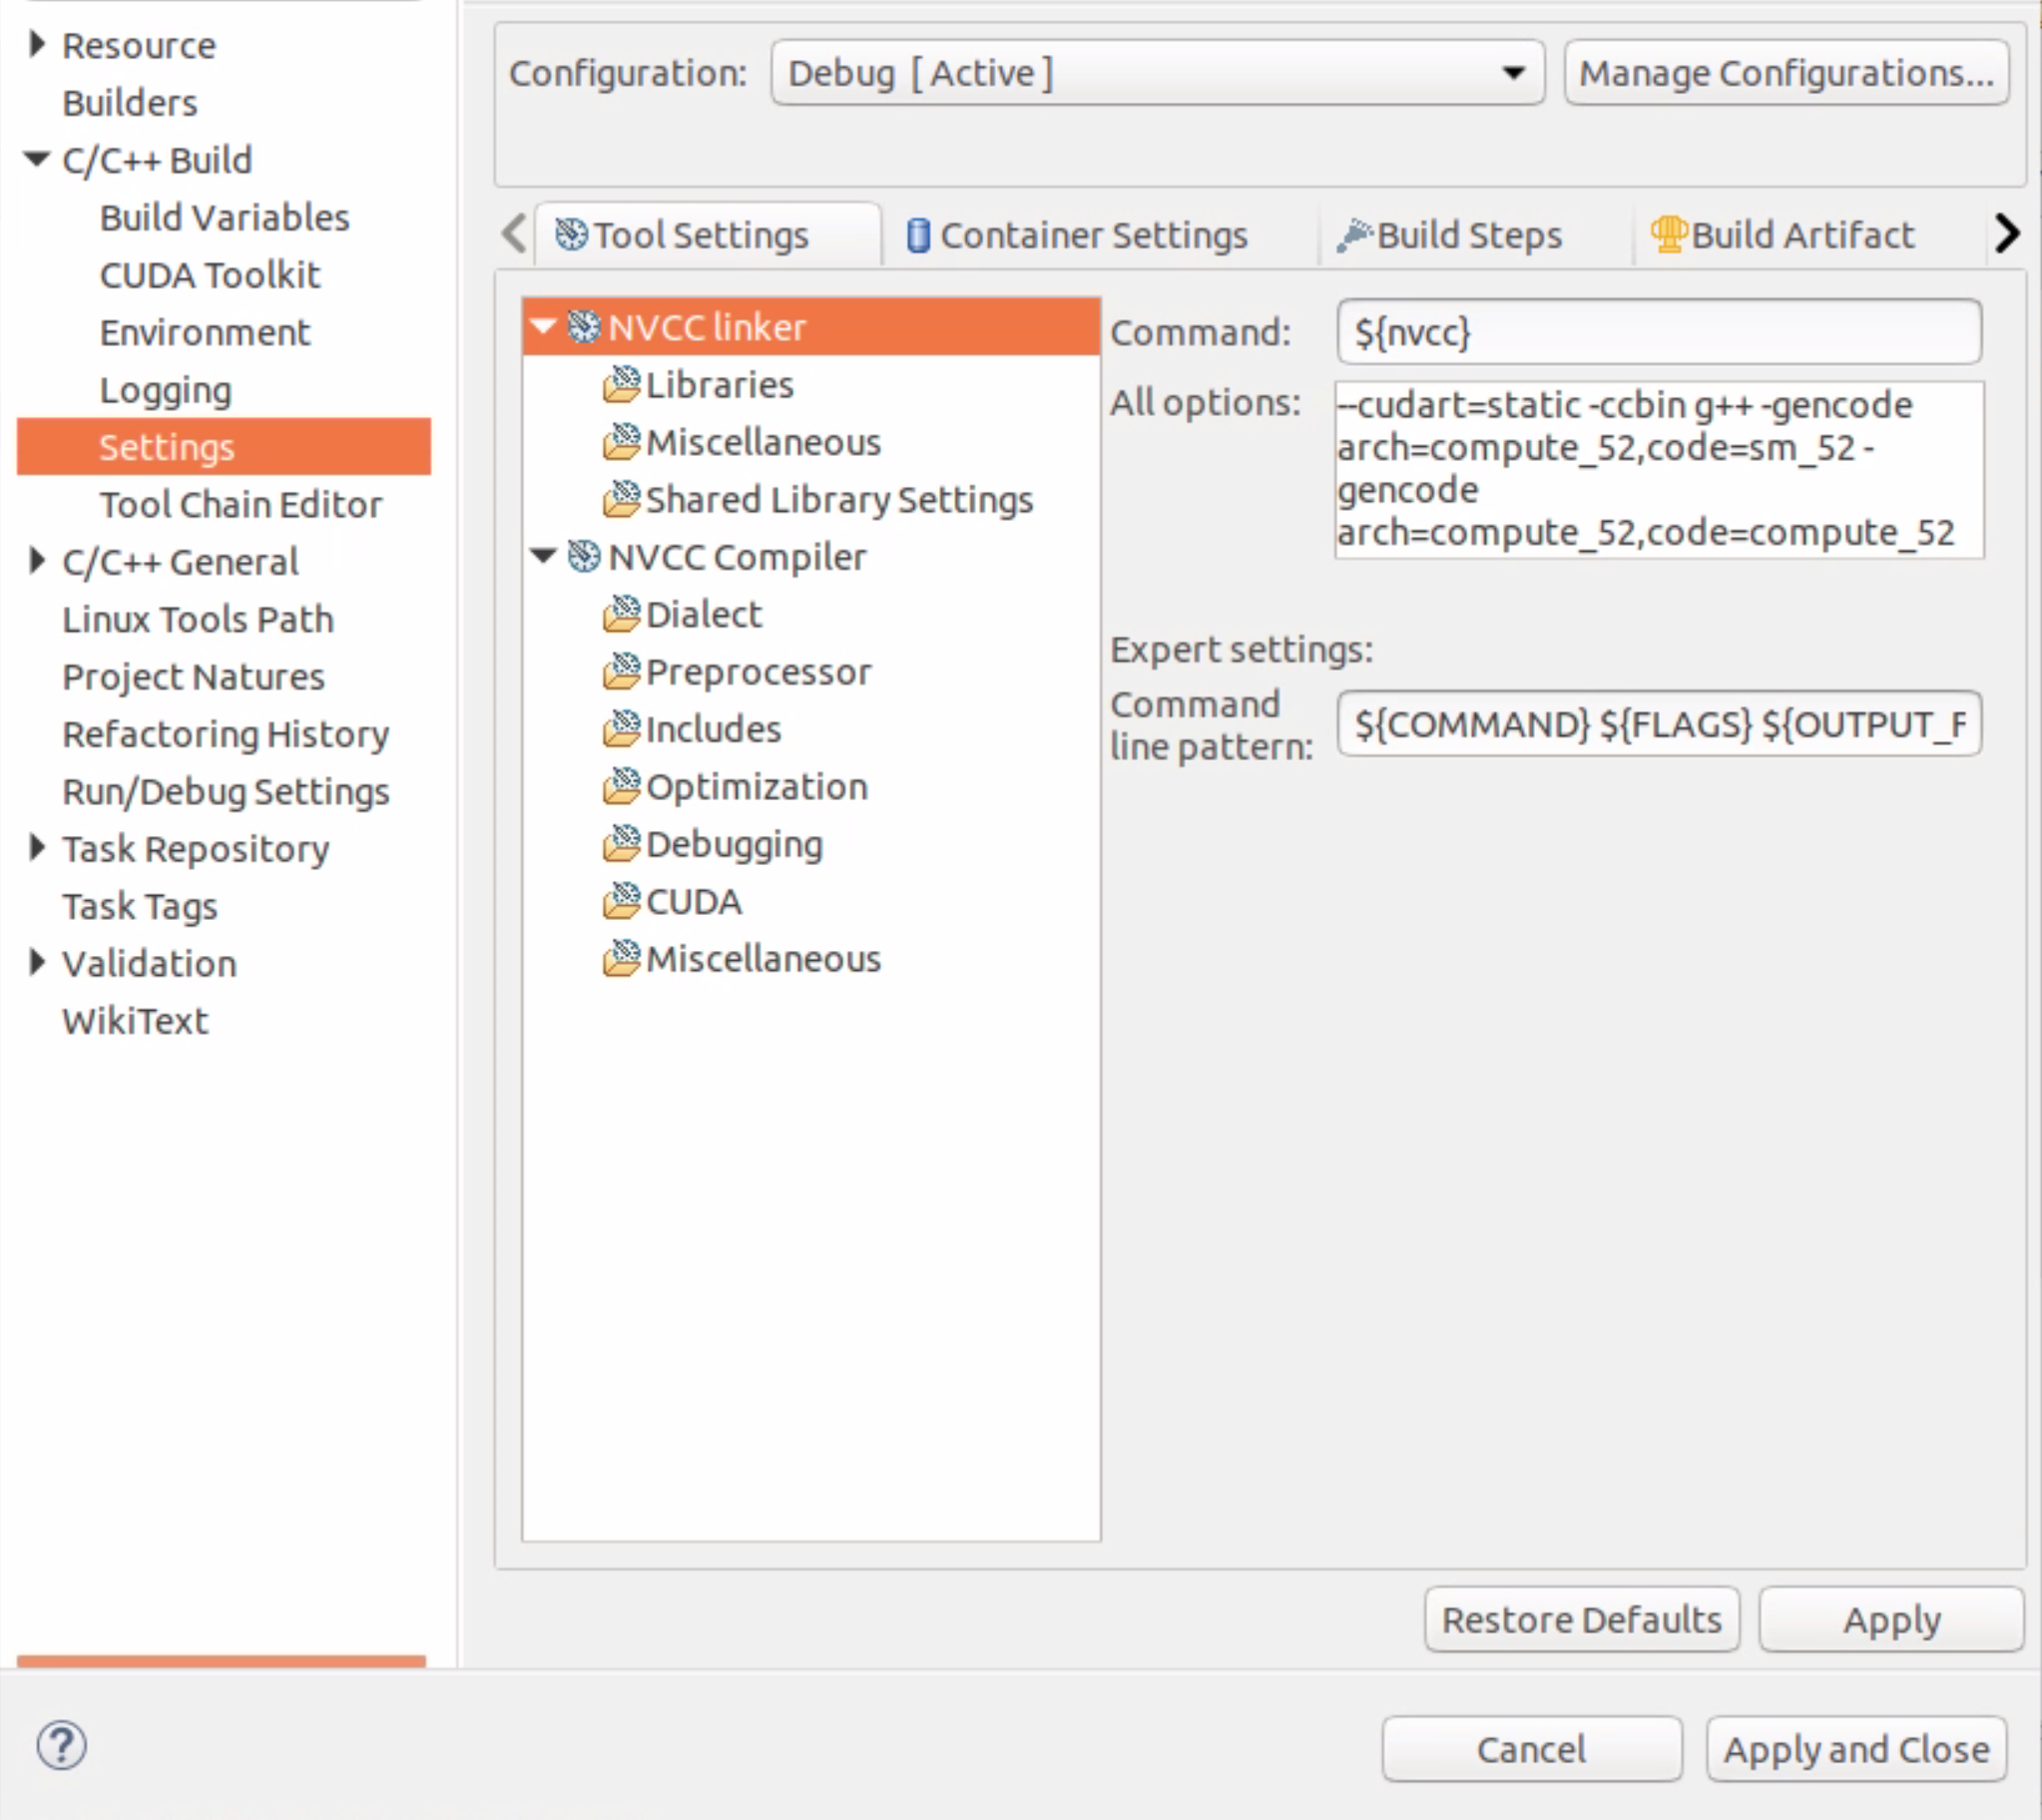 Resource
Builders
C/C++ Build
Build Variables
CUDA Toolkit
Environment
Logging
Settings
Tool Chain Editor
C/C++ General
Linux Tools Path
Project Natures
Refactoring History
Run/Debug Settings
Task Repository
Task Tags
Validation
WikiText
Configuration:
Debug [ Active ]
Manage Configurations...
Tool Settings
Container Settings
Build Steps
Build Artifact
NVCC linker
Libraries
Miscellaneous
Shared Library Settings
NVCC Compiler
Dialect
Preprocessor
Includes
Optimization
Debugging
CUDA
Miscellaneous
Command:
${nvcc}
All options:
--cudart=static -ccbin g++ -gencode
arch=compute_52,code=sm_52 -
gencode
arch=compute_52,code=compute_52
Expert settings:
Command
line pattern:
${COMMAND} ${FLAGS} ${OUTPUT_F
Restore Defaults
Apply
?
Cancel
Apply and Close